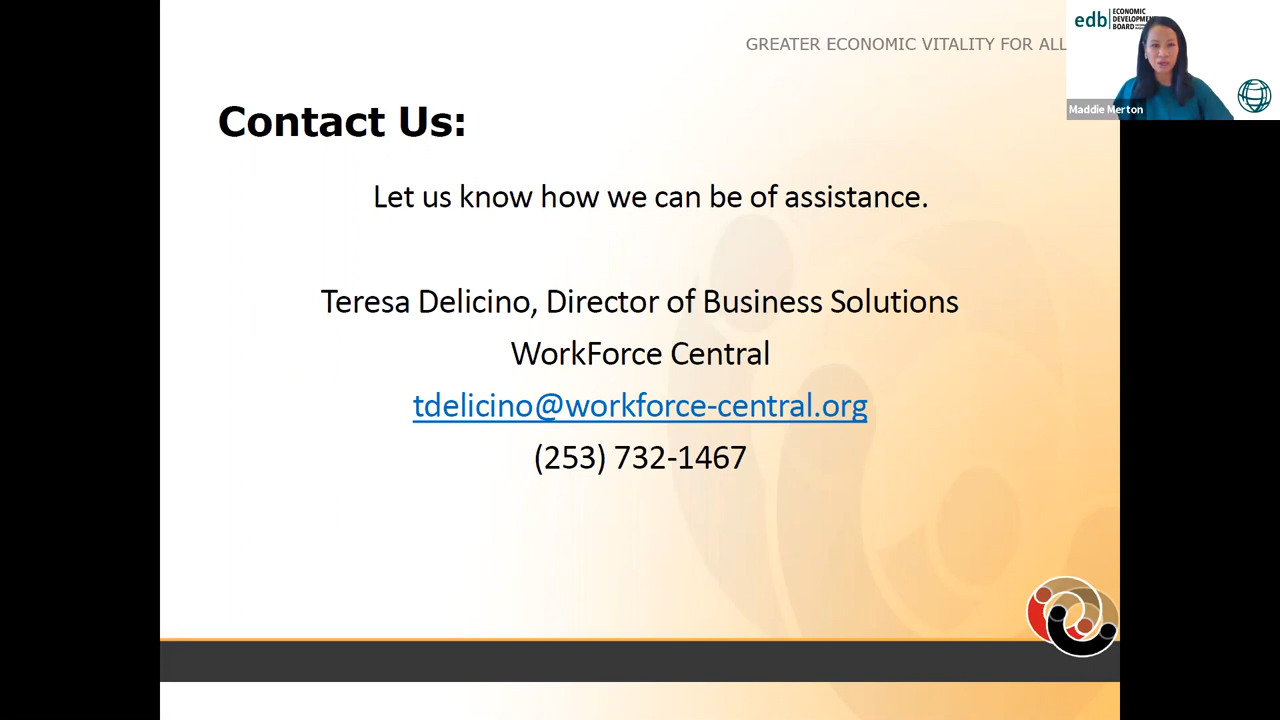 GREATER ECONOMIC VITALITY FOR ALL
edb
ECONOMIC
DEVELOPMENT
BOARD
Maddie Merton
Contact Us:
Let us know how we can be of assistance.
Teresa Delicino, Director of Business Solutions
WorkForce Central
tdelicino@workforce-central.org
(253) 732-1467